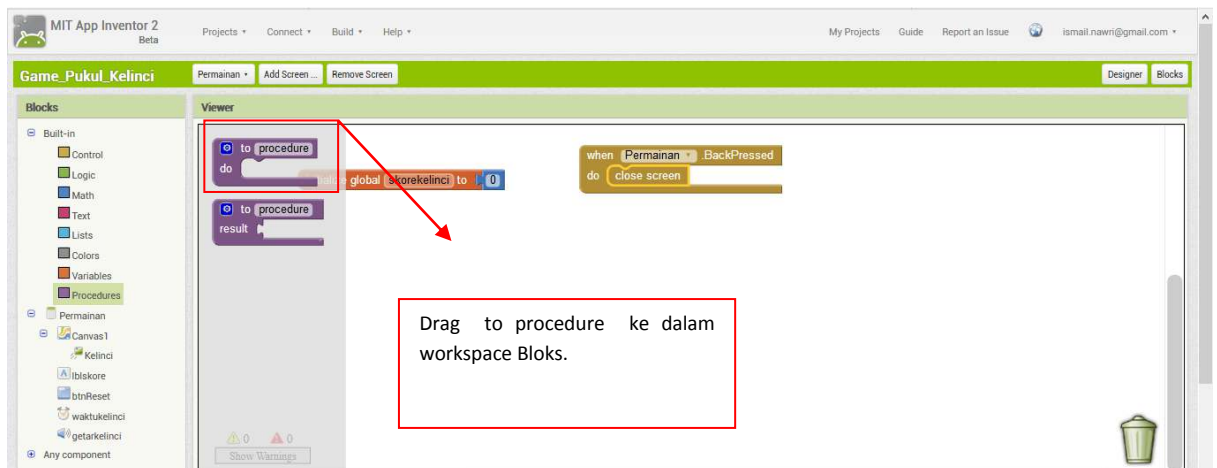 MIT App Inventor 2
Beta
Projects Connect Build Help
My Projects Guide Report an Issue ismail.nawri@gmail.com
Game_Pukul_Kelinci
Permainan Add Screen ... Remove Screen
Designer Blocks
Blocks
Viewer
Built-in
Control
Logic
Math
Text
Lists
Colors
Variables
Procedures
Permainan
Canvas1
Kelinci
lblskore
btnReset
waktukelinci
getarkelinci
Any component
to procedure
do
global skorekelinci to 0
to procedure
result
when Permainan .BackPressed
do close screen
Drag to procedure ke dalam
workspace Bloks.
0 0
Show Warnings